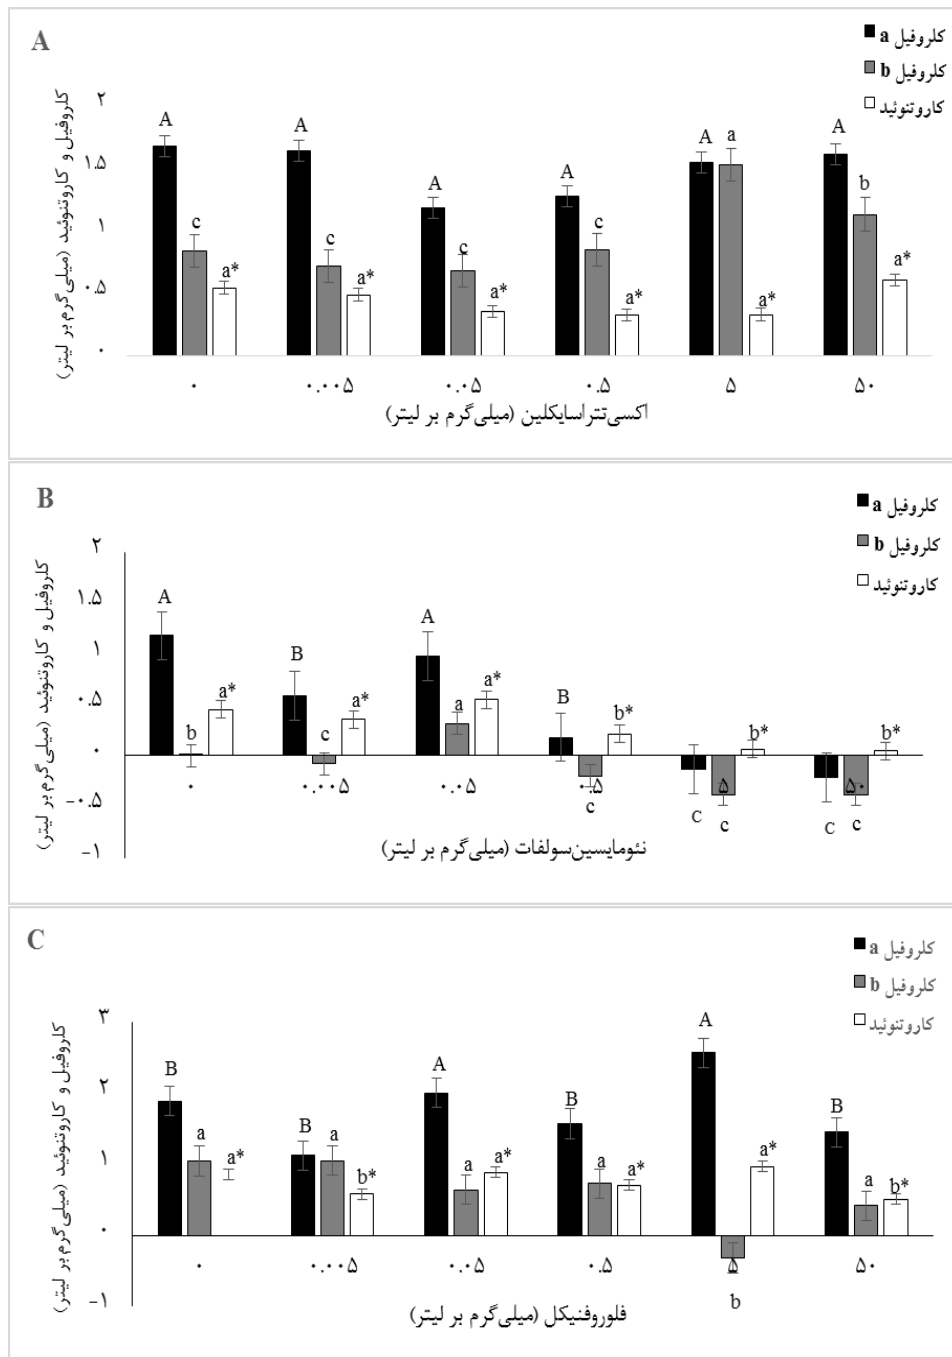 A
کلروفیل a
کلروفیل b
کاروتنوئید
کلروفیل و کاروتنوئید (میلی‌گرم بر لیتر)
۲
۱.۵
۱
۰.۵
۰
A c a*
A c a*
A c a*
A c a*
A a a*
A b a*
۰ ۰.۰۰۵ ۰.۰۵ ۰.۵ ۵ ۵۰
اکسی‌تتراسایکلین (میلی‌گرم بر لیتر)
B
کلروفیل a
کلروفیل b
کاروتنوئید
کلروفیل و کاروتنوئید (میلی‌گرم بر لیتر)
۲
۱.۵
۱
۰.۵
۰
-۰.۵
-۱
A b a*
B c a*
A a a*
B c b*
C c b*
C c b*
۰ ۰.۰۰۵ ۰.۰۵ ۰.۵ ۵ ۵۰
نئومایسین‌سولفات (میلی‌گرم بر لیتر)
C
کلروفیل a
کلروفیل b
کاروتنوئید
کلروفیل و کاروتنوئید (میلی‌گرم بر لیتر)
۳
۲
۱
۰
-۱
B a a*
B a b*
A a a*
B a a*
A b a*
B a b*
۰ ۰.۰۰۵ ۰.۰۵ ۰.۵ ۵ ۵۰
فلوروفنیکل (میلی‌گرم بر لیتر)